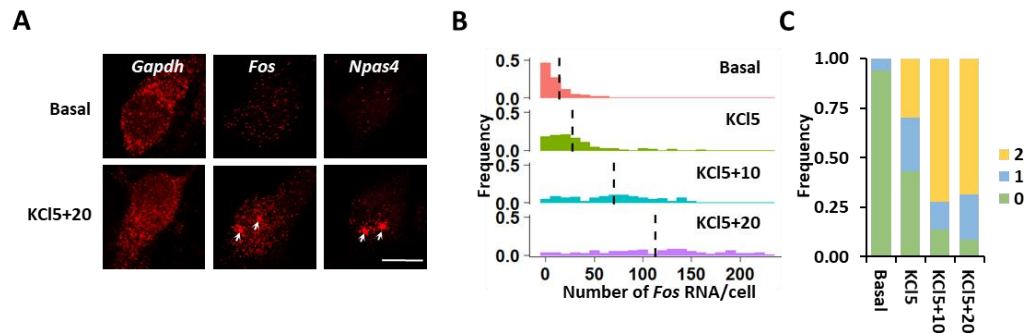 A
Gapdh
Fos
Npas4
Basal
KCl5+20
B
Frequency
0.5
0.0
Basal
0.5
0.0
KCl5
0.5
0.0
KCl5+10
0.5
0.0
KCl5+20
0 50 100 150 200
Number of Fos RNA/cell
C
Frequency
1.00
0.75
0.50
0.25
0.00
2
1
0
Basal
KCl5
KCl5+10
KCl5+20